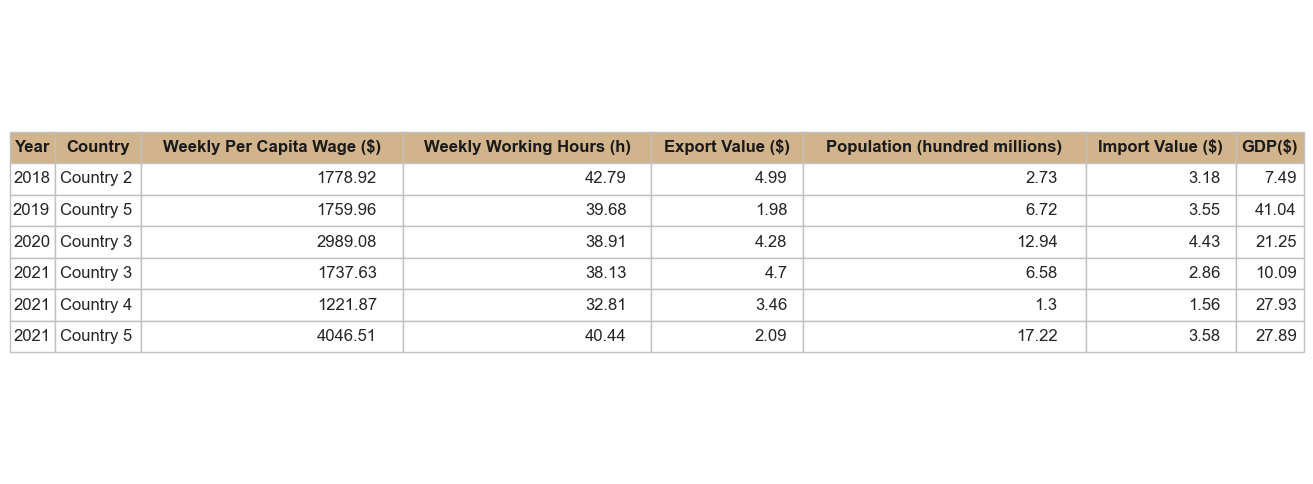 Year Country Weekly Per Capita Wage ($) Weekly Working Hours (h) Export Value ($) Population (hundred millions) Import Value ($) GDP($)
2018 Country 2 1778.92 42.79 4.99 2.73 3.18 7.49
2019 Country 5 1759.96 39.68 1.98 6.72 3.55 41.04
2020 Country 3 2989.08 38.91 4.28 12.94 4.43 21.25
2021 Country 3 1737.63 38.13 4.7 6.58 2.86 10.09
2021 Country 4 1221.87 32.81 3.46 1.3 1.56 27.93
2021 Country 5 4046.51 40.44 2.09 17.22 3.58 27.89